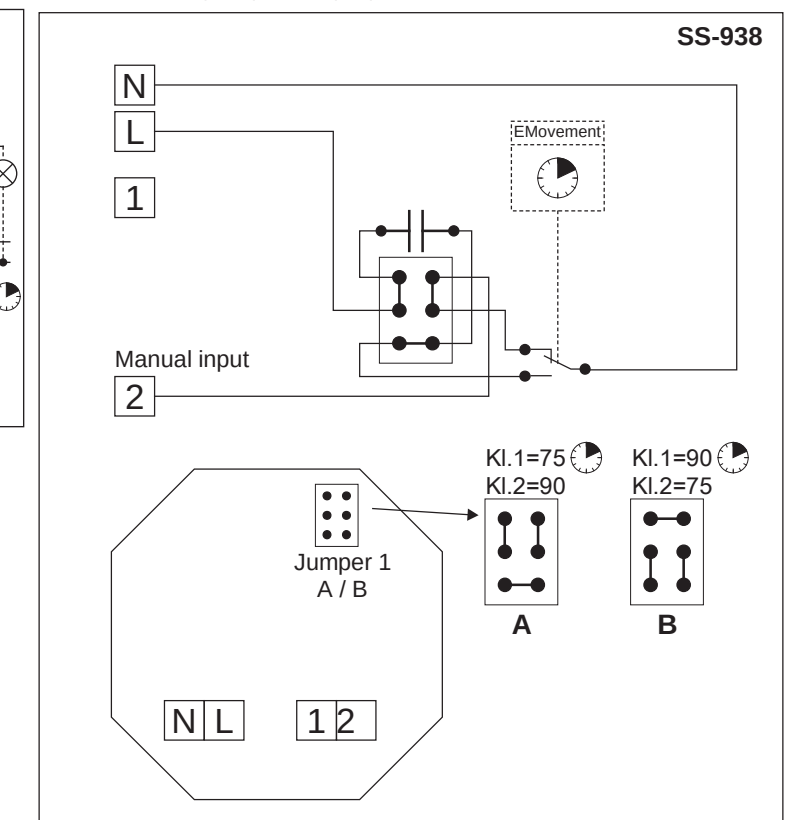 SS-938
N
L
EMovement
1
Manual input
2
Kl.1=75
Kl.2=90
Kl.1=90
Kl.2=75
Jumper 1
A / B
A
B
N L
1 2